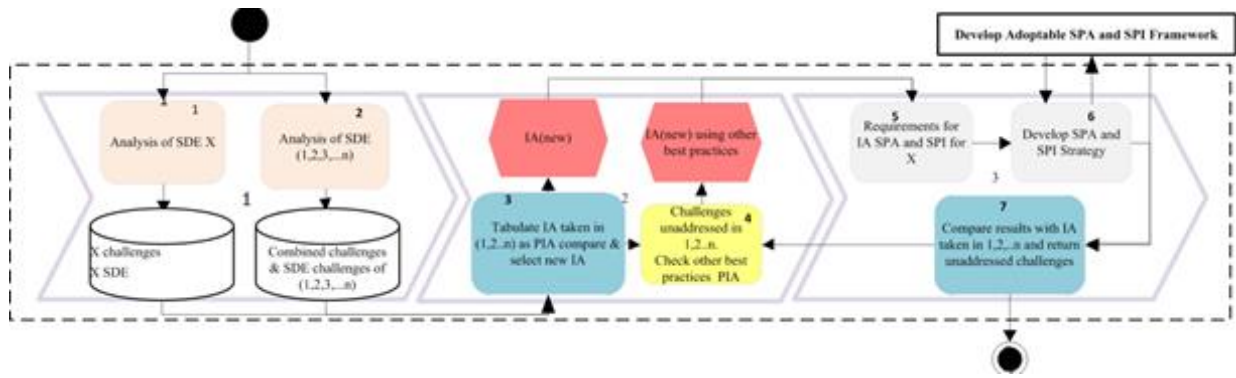 Develop Adoptable SPA and SPI Framework
1
Analysis of SDE X
2
Analysis of SDE
(1,2,3,...n)
1
X challenges
X SDE
Combined challenges
& SDE challenges of
(1,2,3,...n)
IA(new)
IA(new) using other
best practices
3
Tabulate IA taken in
(1,2..n) as PIA compare &
select new IA
2
4
Challenges
unaddressed in
1,2..n.
Check other best
practices PIA
5
Requirements for
IA SPA and SPI for
X
6
Develop SPA and
SPI Strategy
3
7
Compare results with IA
taken in 1,2,..n and return
unaddressed challenges